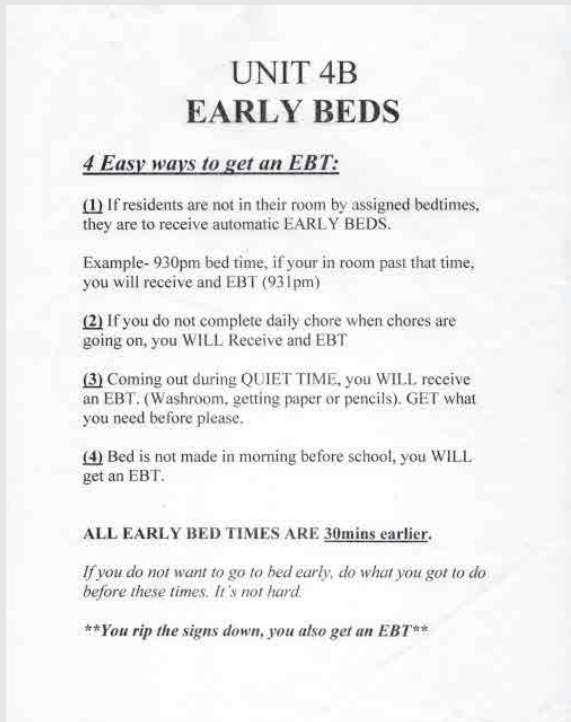 UNIT 4B
EARLY BEDS
4 Easy ways to get an EBT:
(1) If residents are not in their room by assigned bedtimes,
they are to receive automatic EARLY BEDS.
Example- 930pm bed time, if your in room past that time,
you will receive and EBT (931pm)
(2) If you do not complete daily chore when chores are
going on, you WILL Receive and EBT
(3) Coming out during QUIET TIME, you WILL receive
an EBT. (Washroom, getting paper or pencils). GET what
you need before please.
(4) Bed is not made in morning before school, you WILL
get an EBT.
ALL EARLY BED TIMES ARE 30mins earlier.
If you do not want to go to bed early, do what you got to do
before these times. It's not hard.
**You rip the signs down, you also get an EBT**